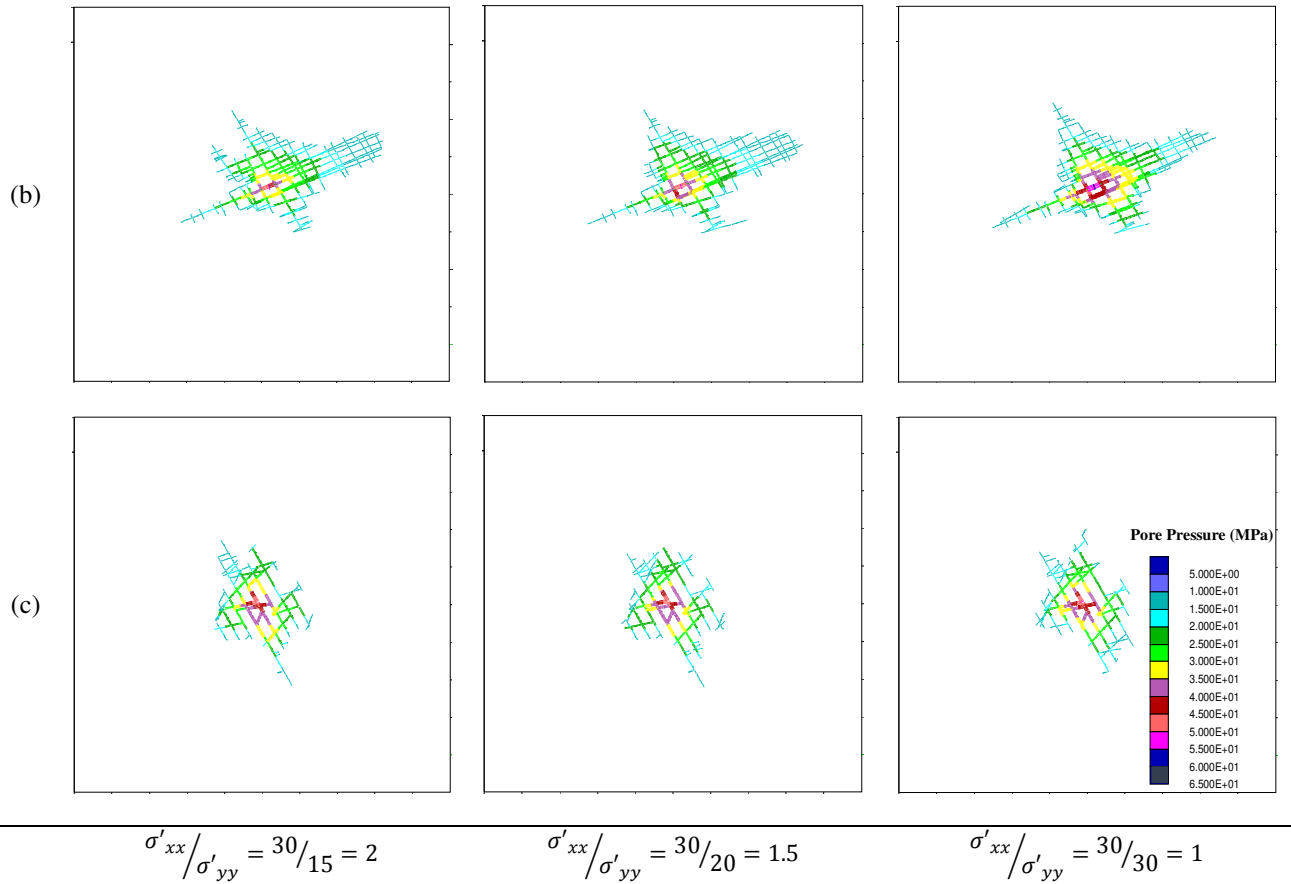 (b)
(c)
Pore Pressure (MPa)
5.000E+00
1.000E+01
1.500E+01
2.000E+01
2.500E+01
3.000E+01
3.500E+01
4.000E+01
4.500E+01
5.000E+01
5.500E+01
6.000E+01
6.500E+01
σ′xx/σ′yy = 30/15 = 2
σ′xx/σ′yy = 30/20 = 1.5
σ′xx/σ′yy = 30/30 = 1